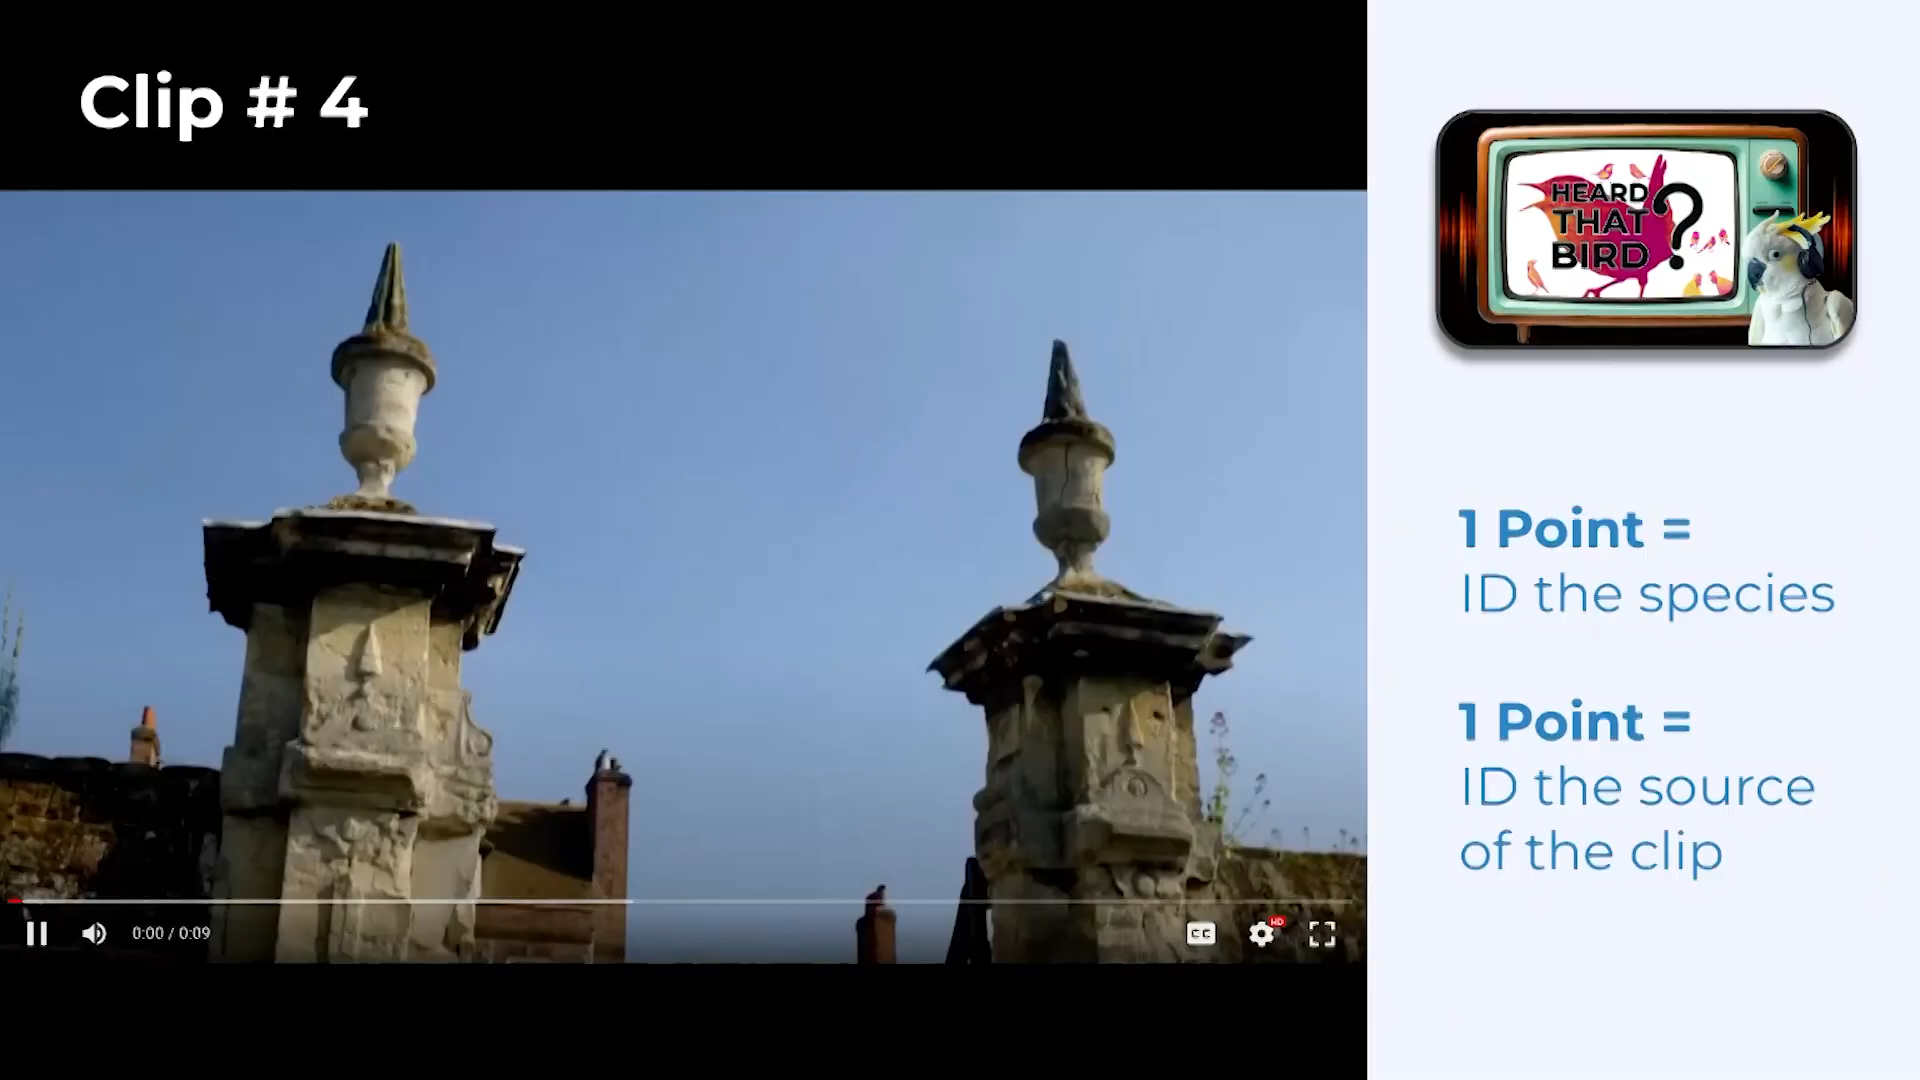 Clip # 4
HEARD
THAT
BIRD
?
1 Point =
ID the species
1 Point =
ID the source
of the clip
0:00 / 0:09
CC
HD